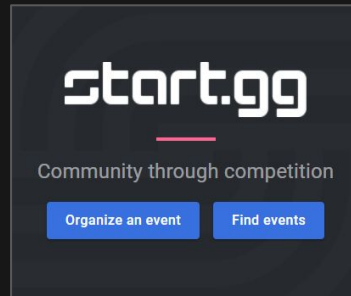 start.gg
Community through competition
Organize an event
Find events